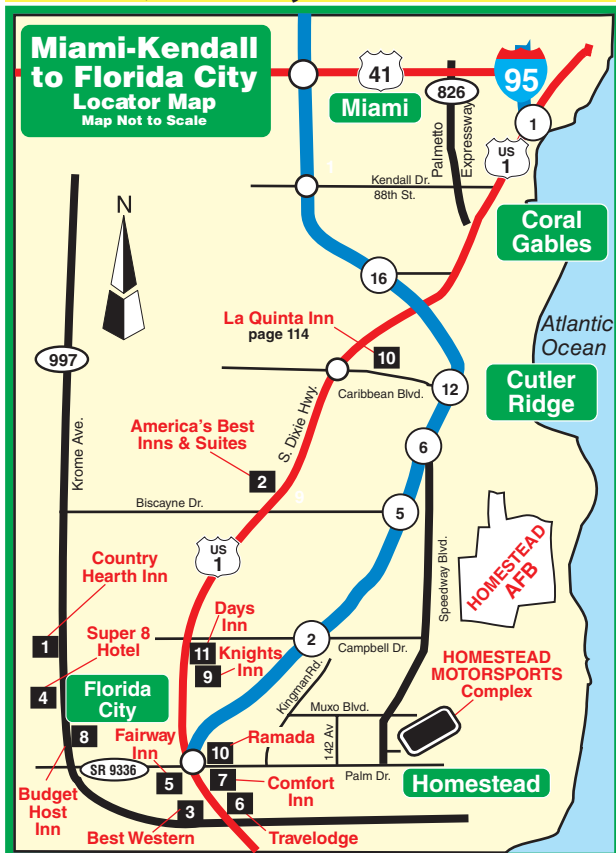 Miami-Kendall
to Florida City
Locator Map
Map Not to Scale
41
95
Miami
826
1
Palmetto
Expressway
US
1
1
Kendall Dr.
88th St.
N
Coral
Gables
16
La Quinta Inn
page 114
10
Atlantic
Ocean
997
Caribbean Blvd.
12
Cutler
Ridge
S. Dixie Hwy.
Krome Ave.
America's Best
Inns & Suites
2
6
9
Biscayne Dr.
5
HOMESTEAD
AFB
Speedway Blvd.
US
1
Country
Hearth Inn
1
Days
Inn
11
2
Campbell Dr.
Super 8
Hotel
4
Knights
Inn
9
Kingman Rd.
HOMESTEAD
MOTORSPORTS
Complex
Florida
City
8
Muxo Blvd.
142 Av
Fairway
Inn
10
Ramada
SR 9336
5
7
Palm Dr.
Homestead
Comfort
Inn
Budget
Host
Inn
3
6
Best Western
Travelodge